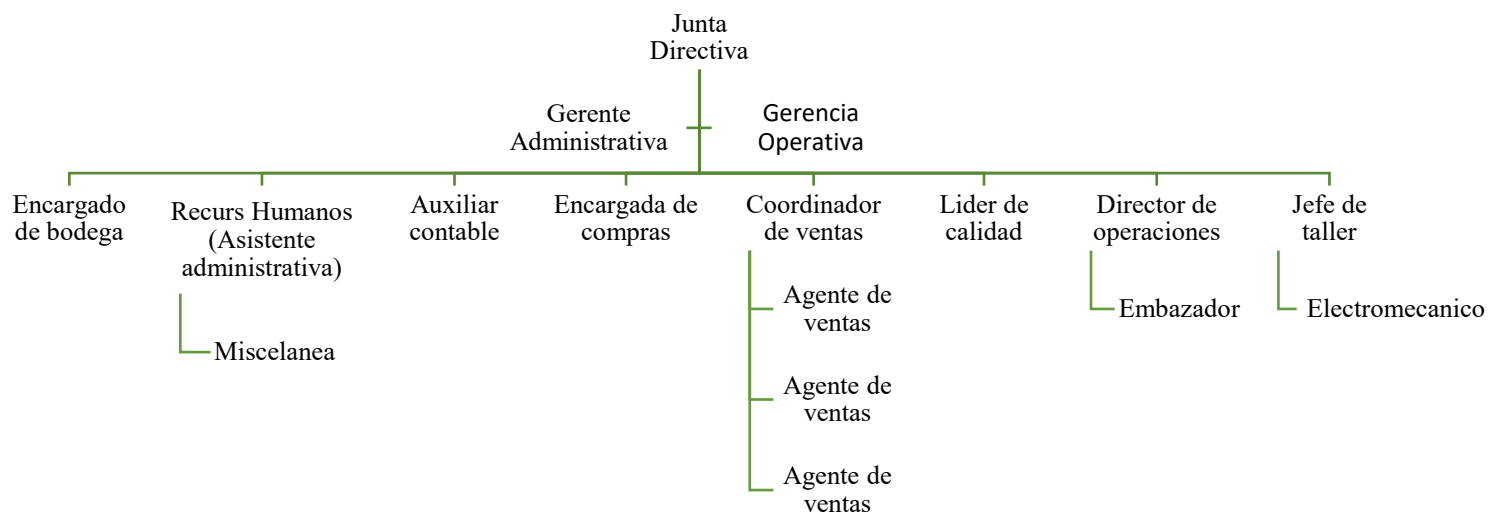 Junta
Directiva
Gerente
Administrativa
Gerencia
Operativa
Encargado
de bodega
Recurs Humanos
(Asistente
administrativa)
Auxiliar
contable
Encargada de
compras
Coordinador
de ventas
Lider de
calidad
Director de
operaciones
Jefe de
taller
Miscelanea
Agente de
ventas
Agente de
ventas
Agente de
ventas
Embazador
Electromecanico